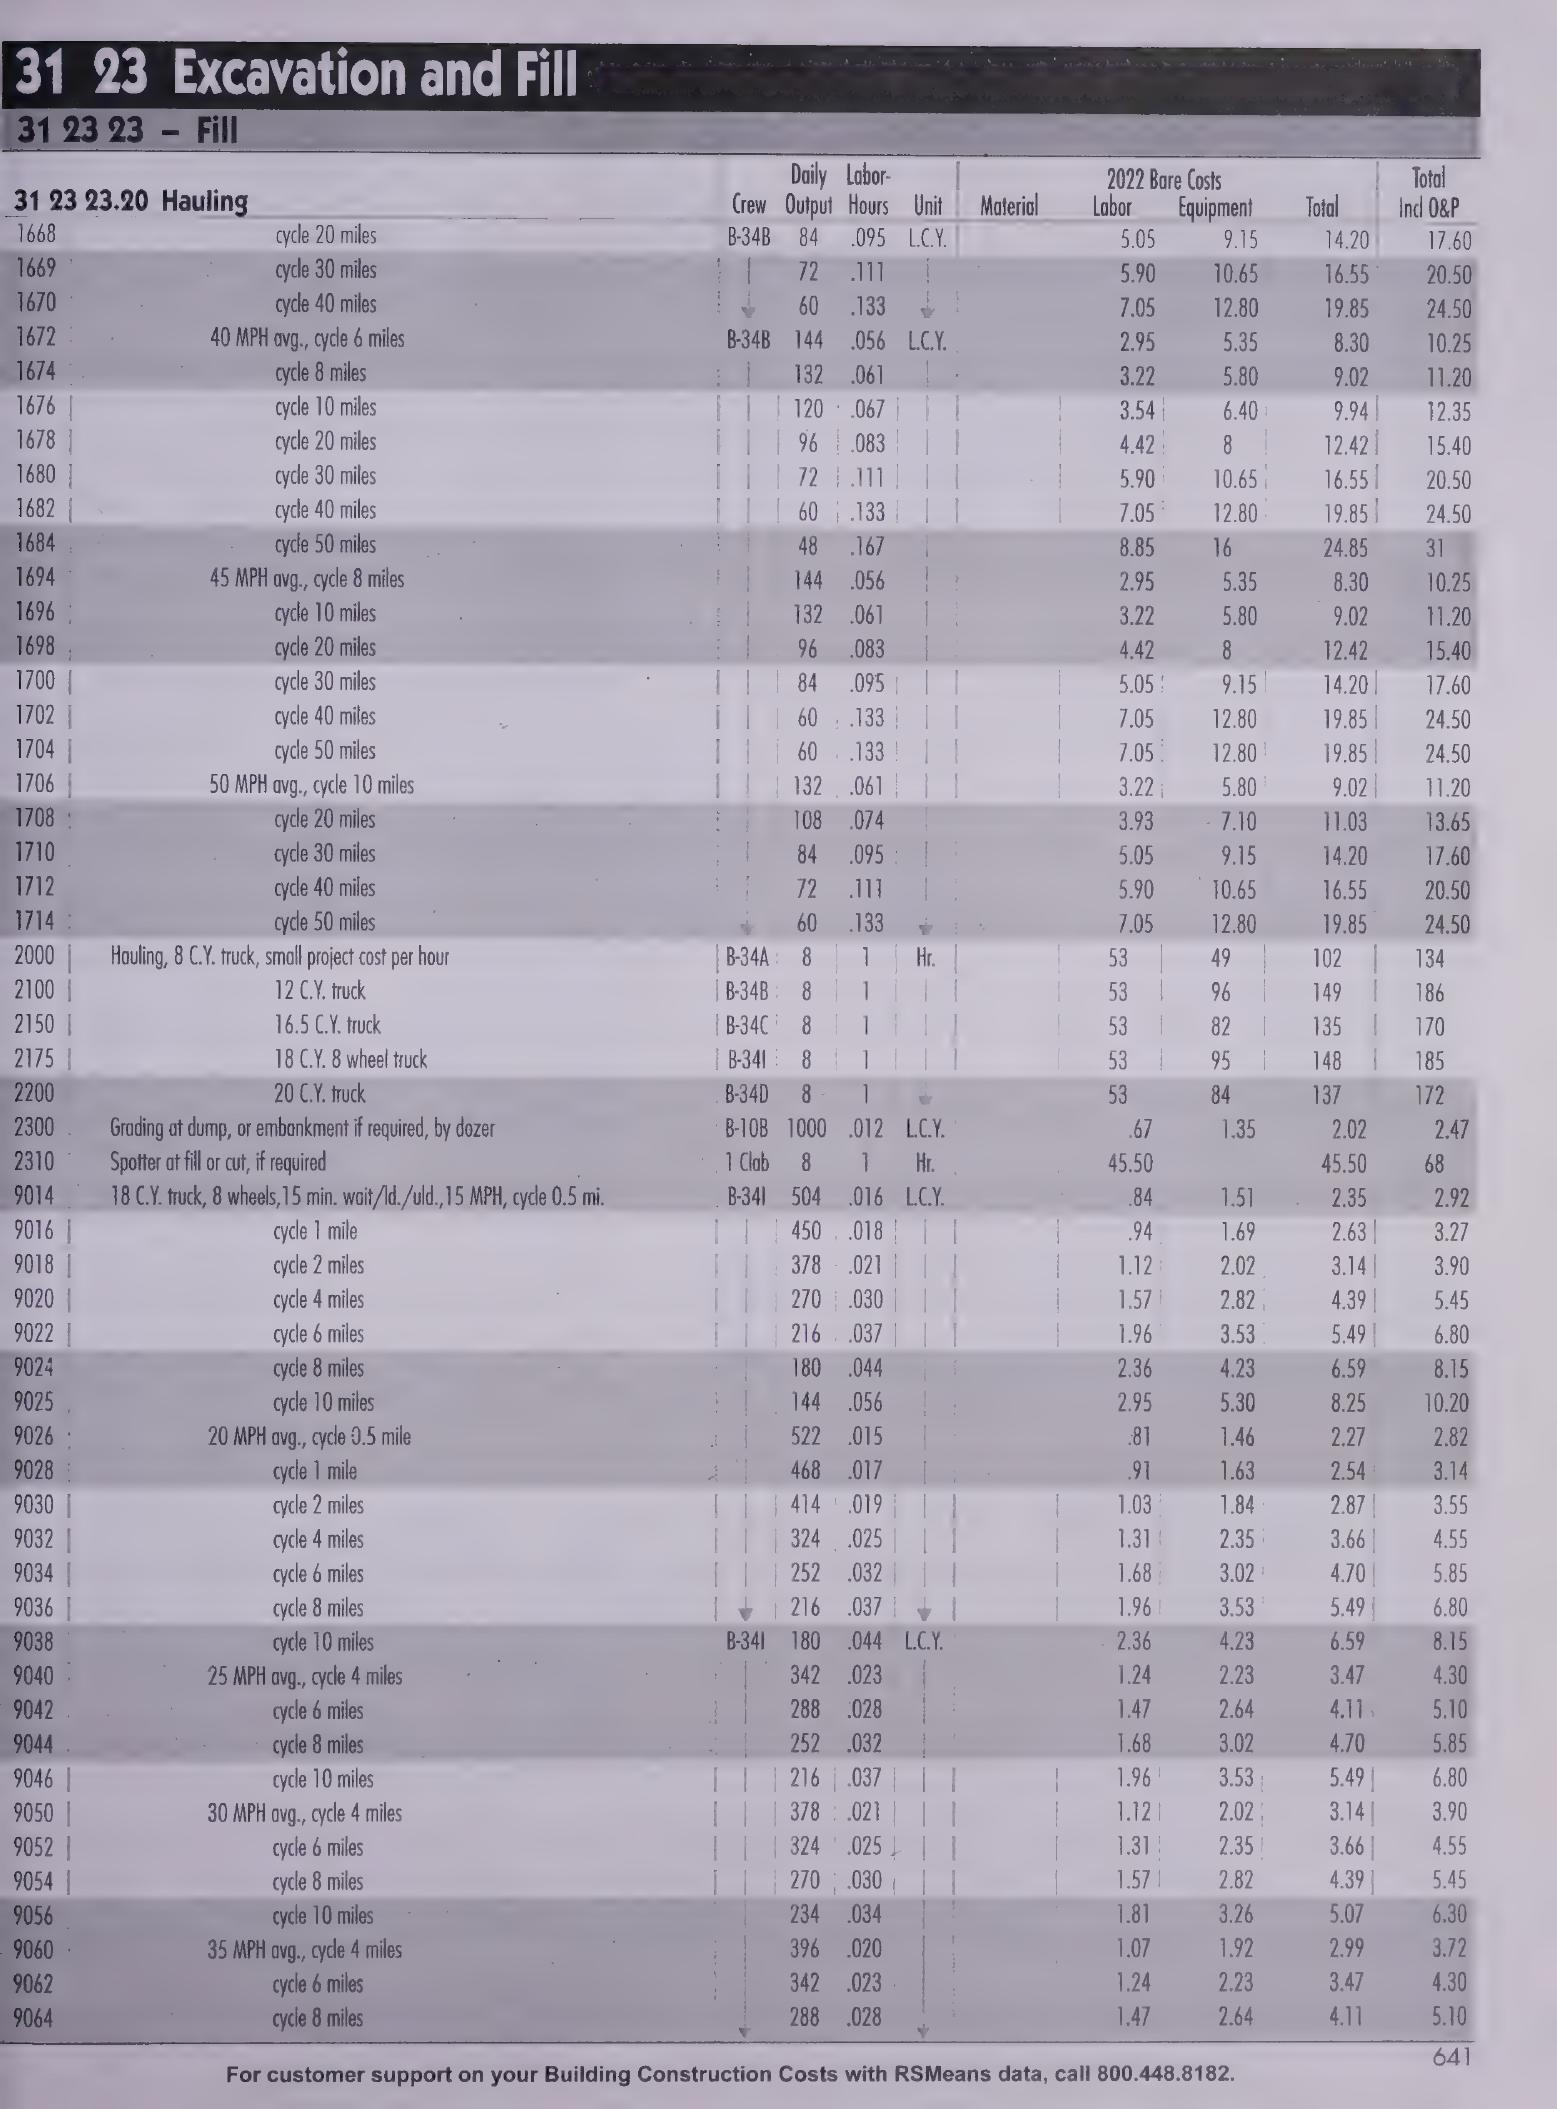 31 23 Excavation and Fill
31 23 23 – Fill
Daily Labor- 2022 Bare Costs Total
31 23 23.20 Hauling Crew Output Hours Unit Material Labor Equipment Total Incl O&P
1668 cycle 20 miles B-34B 84 .095 L.C.Y. 5.05 9.15 14.20 17.60
1669 cycle 30 miles 72 .111 5.90 10.65 16.55 20.50
1670 cycle 40 miles 60 .133 7.05 12.80 19.85 24.50
1672 40 MPH avg., cycle 6 miles B-34B 144 .056 L.C.Y. 2.95 5.35 8.30 10.25
1674 cycle 8 miles 132 .061 3.22 5.80 9.02 11.20
1676 cycle 10 miles 120 .067 3.54 6.40 9.94 12.35
1678 cycle 20 miles 96 .083 4.42 8 12.42 15.40
1680 cycle 30 miles 72 .111 5.90 10.65 16.55 20.50
1682 cycle 40 miles 60 .133 7.05 12.80 19.85 24.50
1684 cycle 50 miles 48 .167 8.85 16 24.85 31
1694 45 MPH avg., cycle 8 miles 144 .056 2.95 5.35 8.30 10.25
1696 cycle 10 miles 132 .061 3.22 5.80 9.02 11.20
1698 cycle 20 miles 96 .083 4.42 8 12.42 15.40
1700 cycle 30 miles 84 .095 5.05 9.15 14.20 17.60
1702 cycle 40 miles 60 .133 7.05 12.80 19.85 24.50
1704 cycle 50 miles 60 .133 7.05 12.80 19.85 24.50
1706 50 MPH avg., cycle 10 miles 132 .061 3.22 5.80 9.02 11.20
1708 cycle 20 miles 108 .074 3.93 7.10 11.03 13.65
1710 cycle 30 miles 84 .095 5.05 9.15 14.20 17.60
1712 cycle 40 miles 72 .111 5.90 10.65 16.55 20.50
1714 cycle 50 miles 60 .133 7.05 12.80 19.85 24.50
2000 Hauling, 8 C.Y. truck, small project cost per hour B-34A 8 1 Hr. 53 49 102 134
2100 12 C.Y. truck B-34B 8 1 53 96 149 186
2150 16.5 C.Y. truck B-34C 8 1 53 82 135 170
2175 18 C.Y. 8 wheel truck B-34I 8 1 53 95 148 185
2200 20 C.Y. truck B-34D 8 1 53 84 137 172
2300 Grading at dump, or embankment if required, by dozer B-10B 1000 .012 L.C.Y. .67 1.35 2.02 2.47
2310 Spotter at fill or cut, if required 1 Clab 8 1 Hr. 45.50 45.50 68
9014 18 C.Y. truck, 8 wheels,15 min. wait/ld./uld.,15 MPH, cycle 0.5 mi. B-34I 504 .016 L.C.Y. .84 1.51 2.35 2.92
9016 cycle 1 mile 450 .018 .94 1.69 2.63 3.27
9018 cycle 2 miles 378 .021 1.12 2.02 3.14 3.90
9020 cycle 4 miles 270 .030 1.57 2.82 4.39 5.45
9022 cycle 6 miles 216 .037 1.96 3.53 5.49 6.80
9024 cycle 8 miles 180 .044 2.36 4.23 6.59 8.15
9025 cycle 10 miles 144 .056 2.95 5.30 8.25 10.20
9026 20 MPH avg., cycle 0.5 mile 522 .015 .81 1.46 2.27 2.82
9028 cycle 1 mile 468 .017 .91 1.63 2.54 3.14
9030 cycle 2 miles 414 .019 1.03 1.84 2.87 3.55
9032 cycle 4 miles 324 .025 1.31 2.35 3.66 4.55
9034 cycle 6 miles 252 .032 1.68 3.02 4.70 5.85
9036 cycle 8 miles 216 .037 1.96 3.53 5.49 6.80
9038 cycle 10 miles B-34I 180 .044 L.C.Y. 2.36 4.23 6.59 8.15
9040 25 MPH avg., cycle 4 miles 342 .023 1.24 2.23 3.47 4.30
9042 cycle 6 miles 288 .028 1.47 2.64 4.11 5.10
9044 cycle 8 miles 252 .032 1.68 3.02 4.70 5.85
9046 cycle 10 miles 216 .037 1.96 3.53 5.49 6.80
9050 30 MPH avg., cycle 4 miles 378 .021 1.12 2.02 3.14 3.90
9052 cycle 6 miles 324 .025 1.31 2.35 3.66 4.55
9054 cycle 8 miles 270 .030 1.57 2.82 4.39 5.45
9056 cycle 10 miles 234 .034 1.81 3.26 5.07 6.30
9060 35 MPH avg., cycle 4 miles 396 .020 1.07 1.92 2.99 3.72
9062 cycle 6 miles 342 .023 1.24 2.23 3.47 4.30
9064 cycle 8 miles 288 .028 1.47 2.64 4.11 5.10
For customer support on your Building Construction Costs with RSMeans data, call 800.448.8182.
641